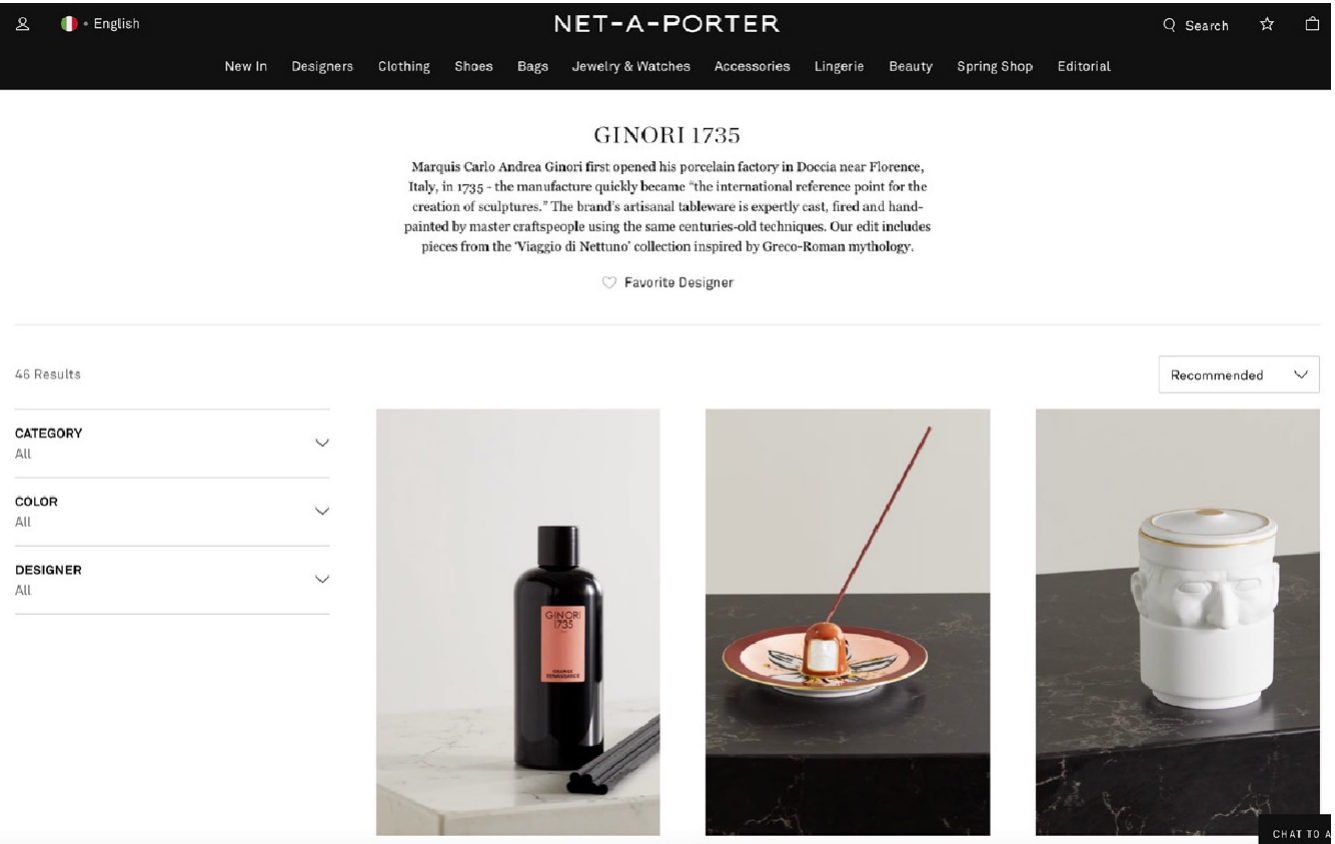 English
NET-A-PORTER
Search
New In Designers Clothing Shoes Bags Jewelry & Watches Accessories Lingerie Beauty Spring Shop Editorial
GINORI 1735
Marquis Carlo Andrea Ginori first opened his porcelain factory in Doccia near Florence,
Italy, in 1735 - the manufacture quickly became “the international reference point for the
creation of sculptures.” The brand’s artisanal tableware is expertly cast, fired and hand-
painted by master craftspeople using the same centuries-old techniques. Our edit includes
pieces from the ‘Viaggio di Nettuno’ collection inspired by Greco-Roman mythology.
Favorite Designer
46 Results
Recommended
CATEGORY
All
COLOR
All
DESIGNER
All
GINORI
1735
ORANGE
RENAISSANCE
CHAT TO A